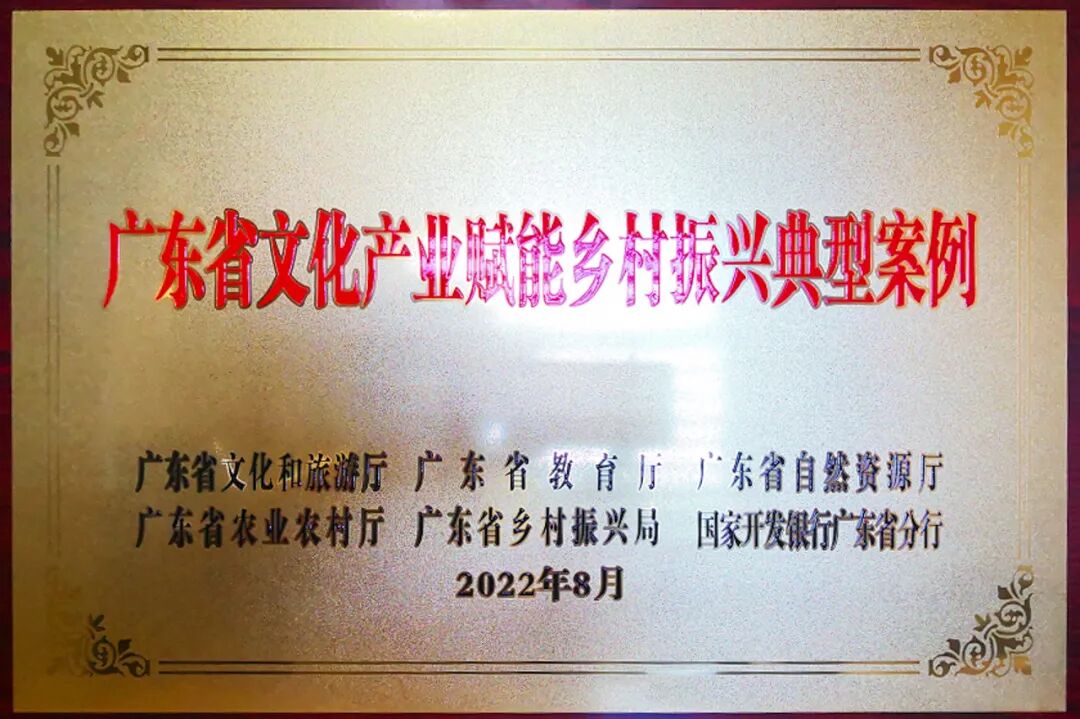 广东省文化产业赋能乡村振兴典型案例
广东省文化和旅游厅 广东省教育厅 广东省自然资源厅
广东省农业农村厅 广东省乡村振兴局 国家开发银行广东省分行
2022年8月